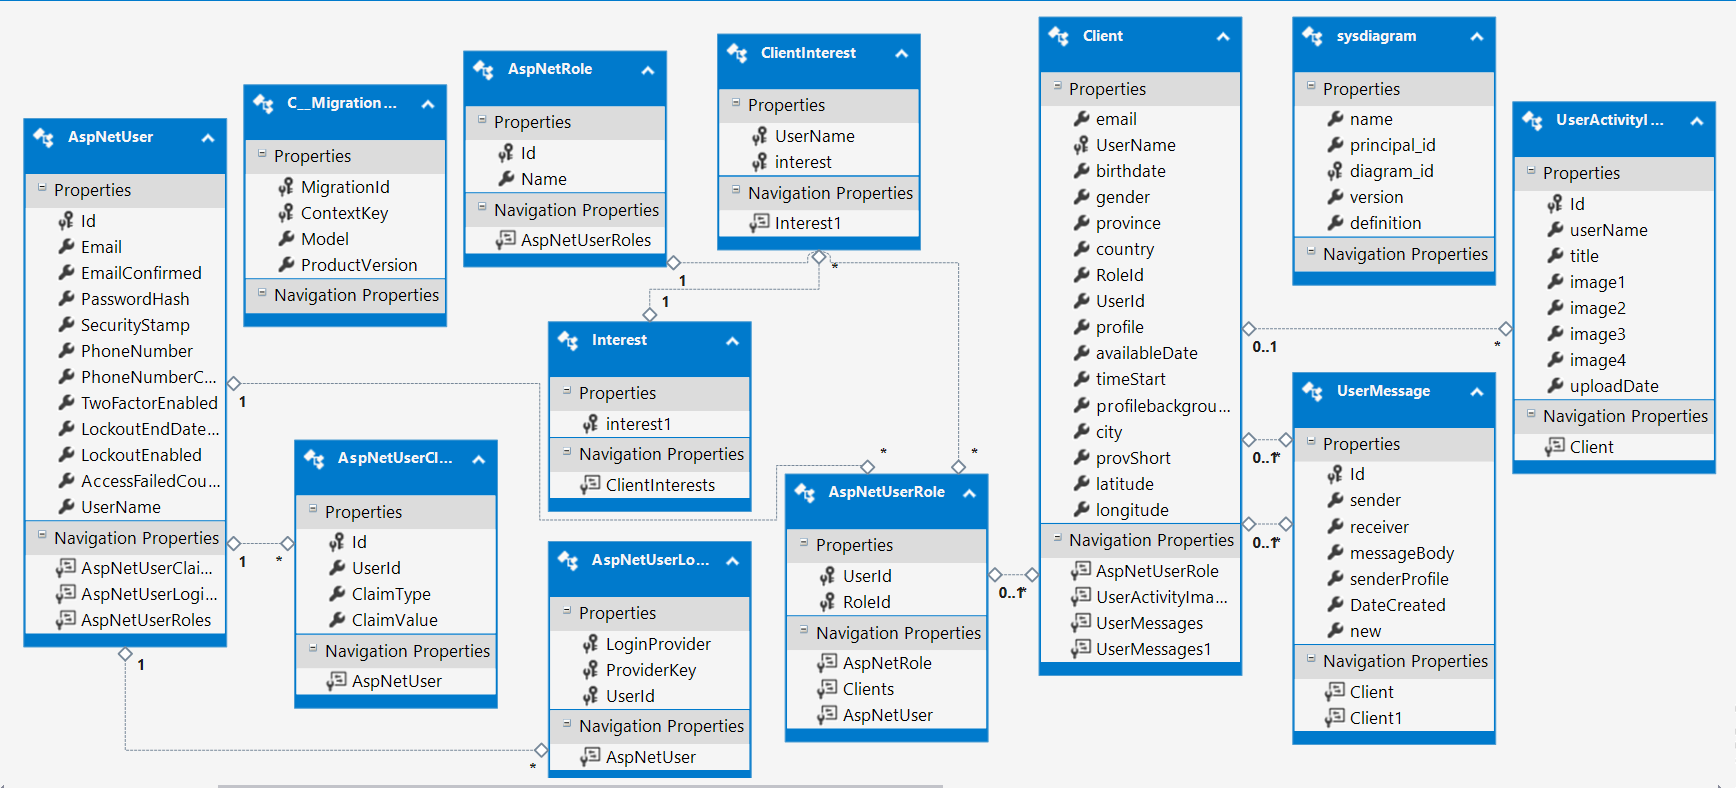 AspNetUser
Properties
Id
Email
EmailConfirmed
PasswordHash
SecurityStamp
PhoneNumber
PhoneNumberC...
TwoFactorEnabled
LockoutEndDate...
LockoutEnabled
AccessFailedCou...
UserName
Navigation Properties
AspNetUserClai...
AspNetUserLogi...
AspNetUserRoles
1
1
1
C__Migration ...
Properties
MigrationId
ContextKey
Model
ProductVersion
Navigation Properties
AspNetUserCl...
Properties
Id
UserId
ClaimType
ClaimValue
Navigation Properties
AspNetUser
*
AspNetRole
Properties
Id
Name
Navigation Properties
AspNetUserRoles
1
ClientInterest
Properties
UserName
interest
Navigation Properties
Interest1
*
1
Interest
Properties
interest1
Navigation Properties
ClientInterests
AspNetUserLo...
Properties
LoginProvider
ProviderKey
UserId
Navigation Properties
AspNetUser
*
*
*
AspNetUserRole
Properties
UserId
RoleId
Navigation Properties
AspNetRole
Clients
AspNetUser
0..1*
Client
Properties
email
UserName
birthdate
gender
province
country
RoleId
UserId
profile
availableDate
timeStart
profilebackgrou...
city
provShort
latitude
longitude
Navigation Properties
AspNetUserRole
UserActivityIma...
UserMessages
UserMessages1
0..1
*
0..1*
0..1*
sysdiagram
Properties
name
principal_id
diagram_id
version
definition
Navigation Properties
UserMessage
Properties
Id
sender
receiver
messageBody
senderProfile
DateCreated
new
Navigation Properties
Client
Client1
UserActivityI ...
Properties
Id
userName
title
image1
image2
image3
image4
uploadDate
Navigation Properties
Client